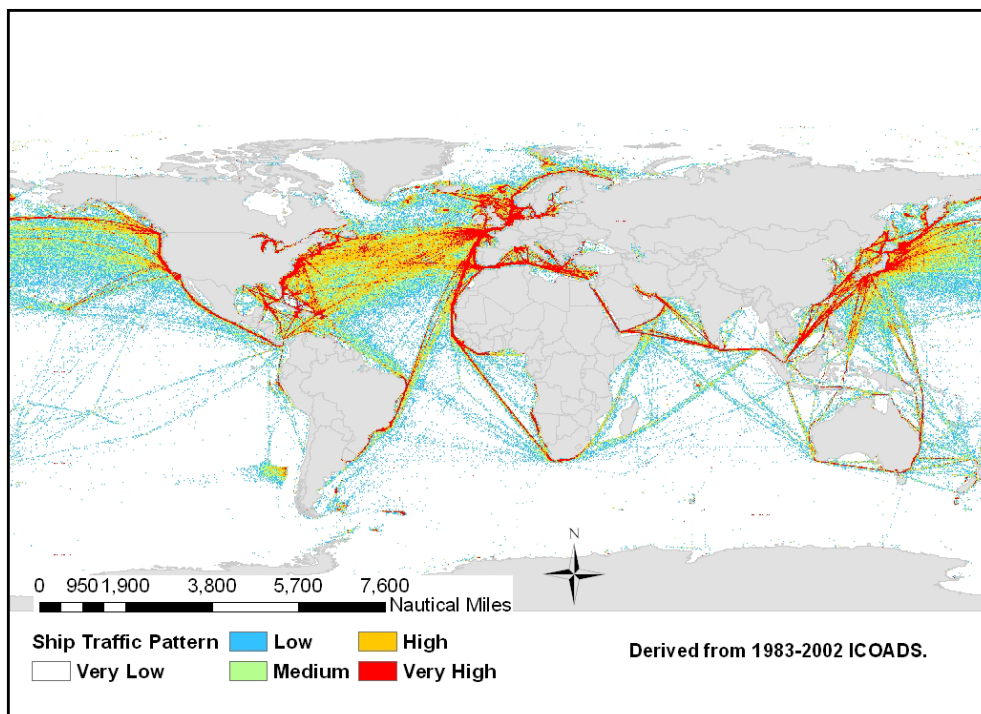 N
0 950 1,900 3,800 5,700 7,600
Nautical Miles
Ship Traffic Pattern Low High
Very Low Medium Very High
Derived from 1983-2002 ICOADS.